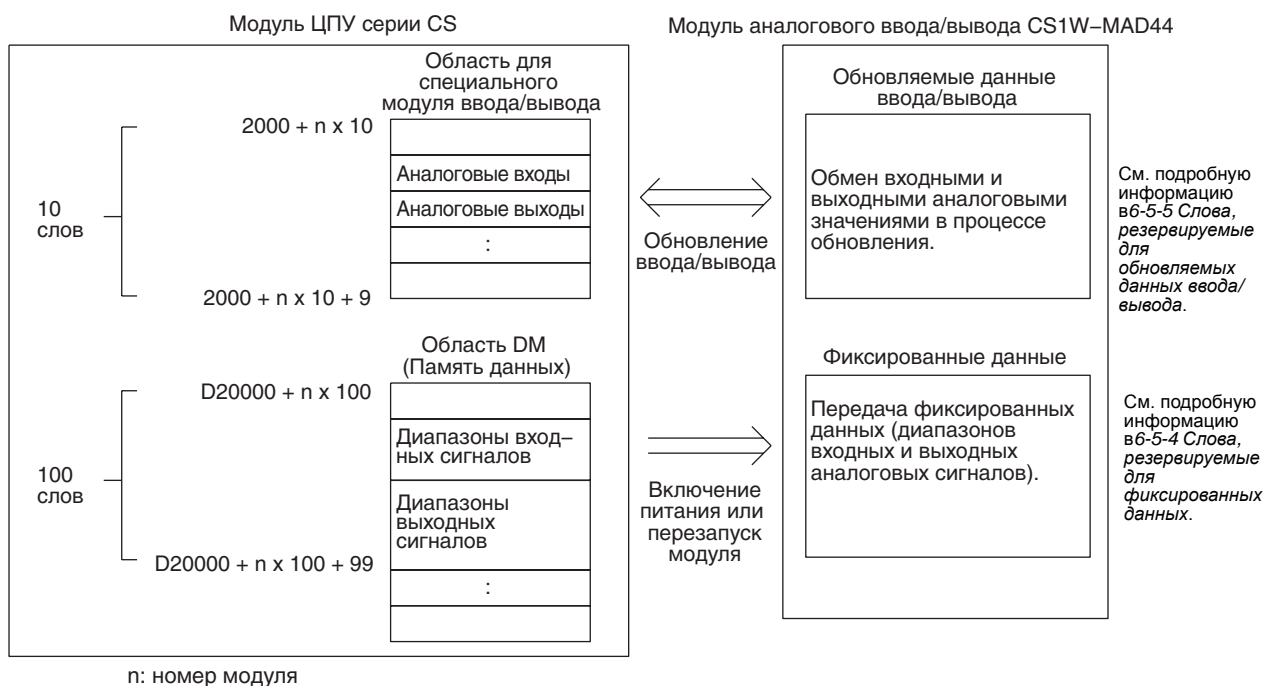 Модуль ЦПУ серии CS
Модуль аналогового ввода/вывода CS1W–MAD44
Область для
специального
модуля ввода/вывода
2000 + n x 10
10
слов
Аналоговые входы
Аналоговые выходы
:
2000 + n x 10 + 9
Обновление
ввода/вывода
Обновляемые данные
ввода/вывода
Обмен входными и
выходными аналоговыми
значениями в процессе
обновления.
См. подробную
информацию
в6-5-5 Слова,
резервируемые
для
обновляемых
данных ввода/
вывода.
Область DM
(Память данных)
D20000 + n x 100
100
слов
Диапазоны вход–
ных сигналов
Диапазоны
выходных
сигналов
D20000 + n x 100 + 99
:
Включение
питания или
перезапуск
модуля
Фиксированные данные
Передача фиксированных
данных (диапазонов
входных и выходных
аналоговых сигналов).
См. подробную
информацию
в6-5-4 Слова,
резервируемые
для
фиксированных
данных.
n: номер модуля